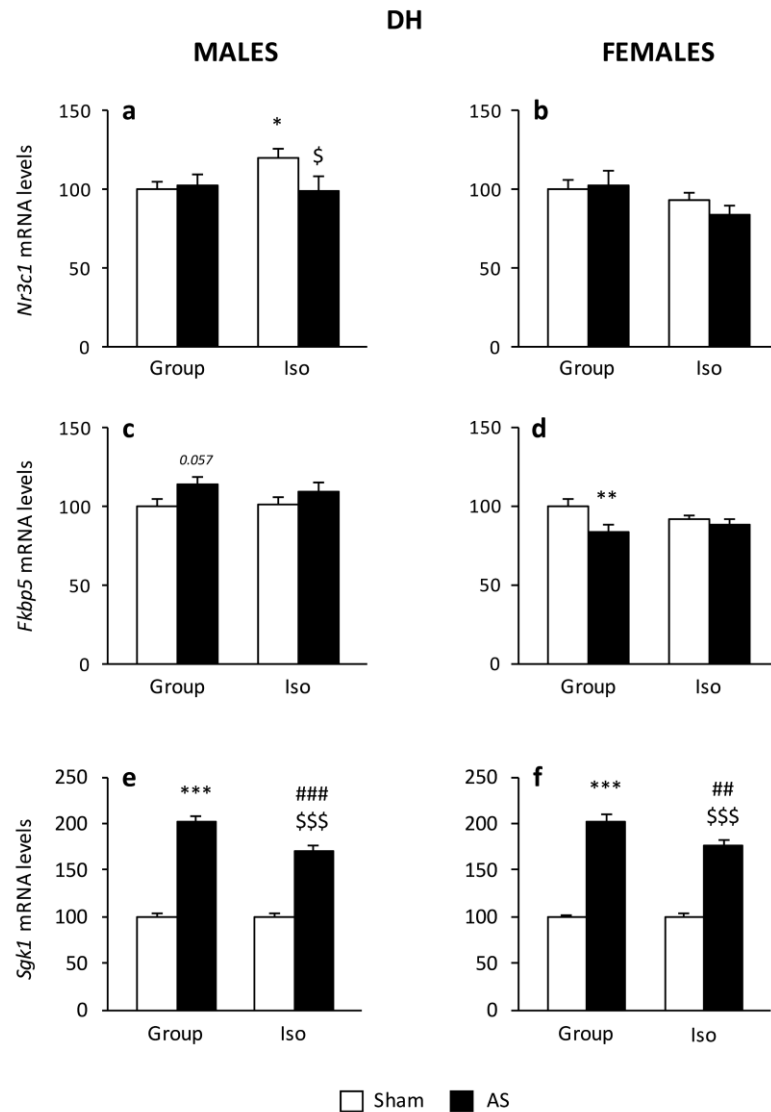 DH
MALES
FEMALES
a
150
100
50
0
Nr3c1 mRNA levels
*
$
Group
Iso
b
150
100
50
0
Group
Iso
c
150
100
50
0
Fkbp5 mRNA levels
0.057
Group
Iso
d
150
100
50
0
**
Group
Iso
e
250
200
150
100
50
0
Sgk1 mRNA levels
***
###
$$$
Group
Iso
f
250
200
150
100
50
0
***
##
$$$
Group
Iso
Sham
AS